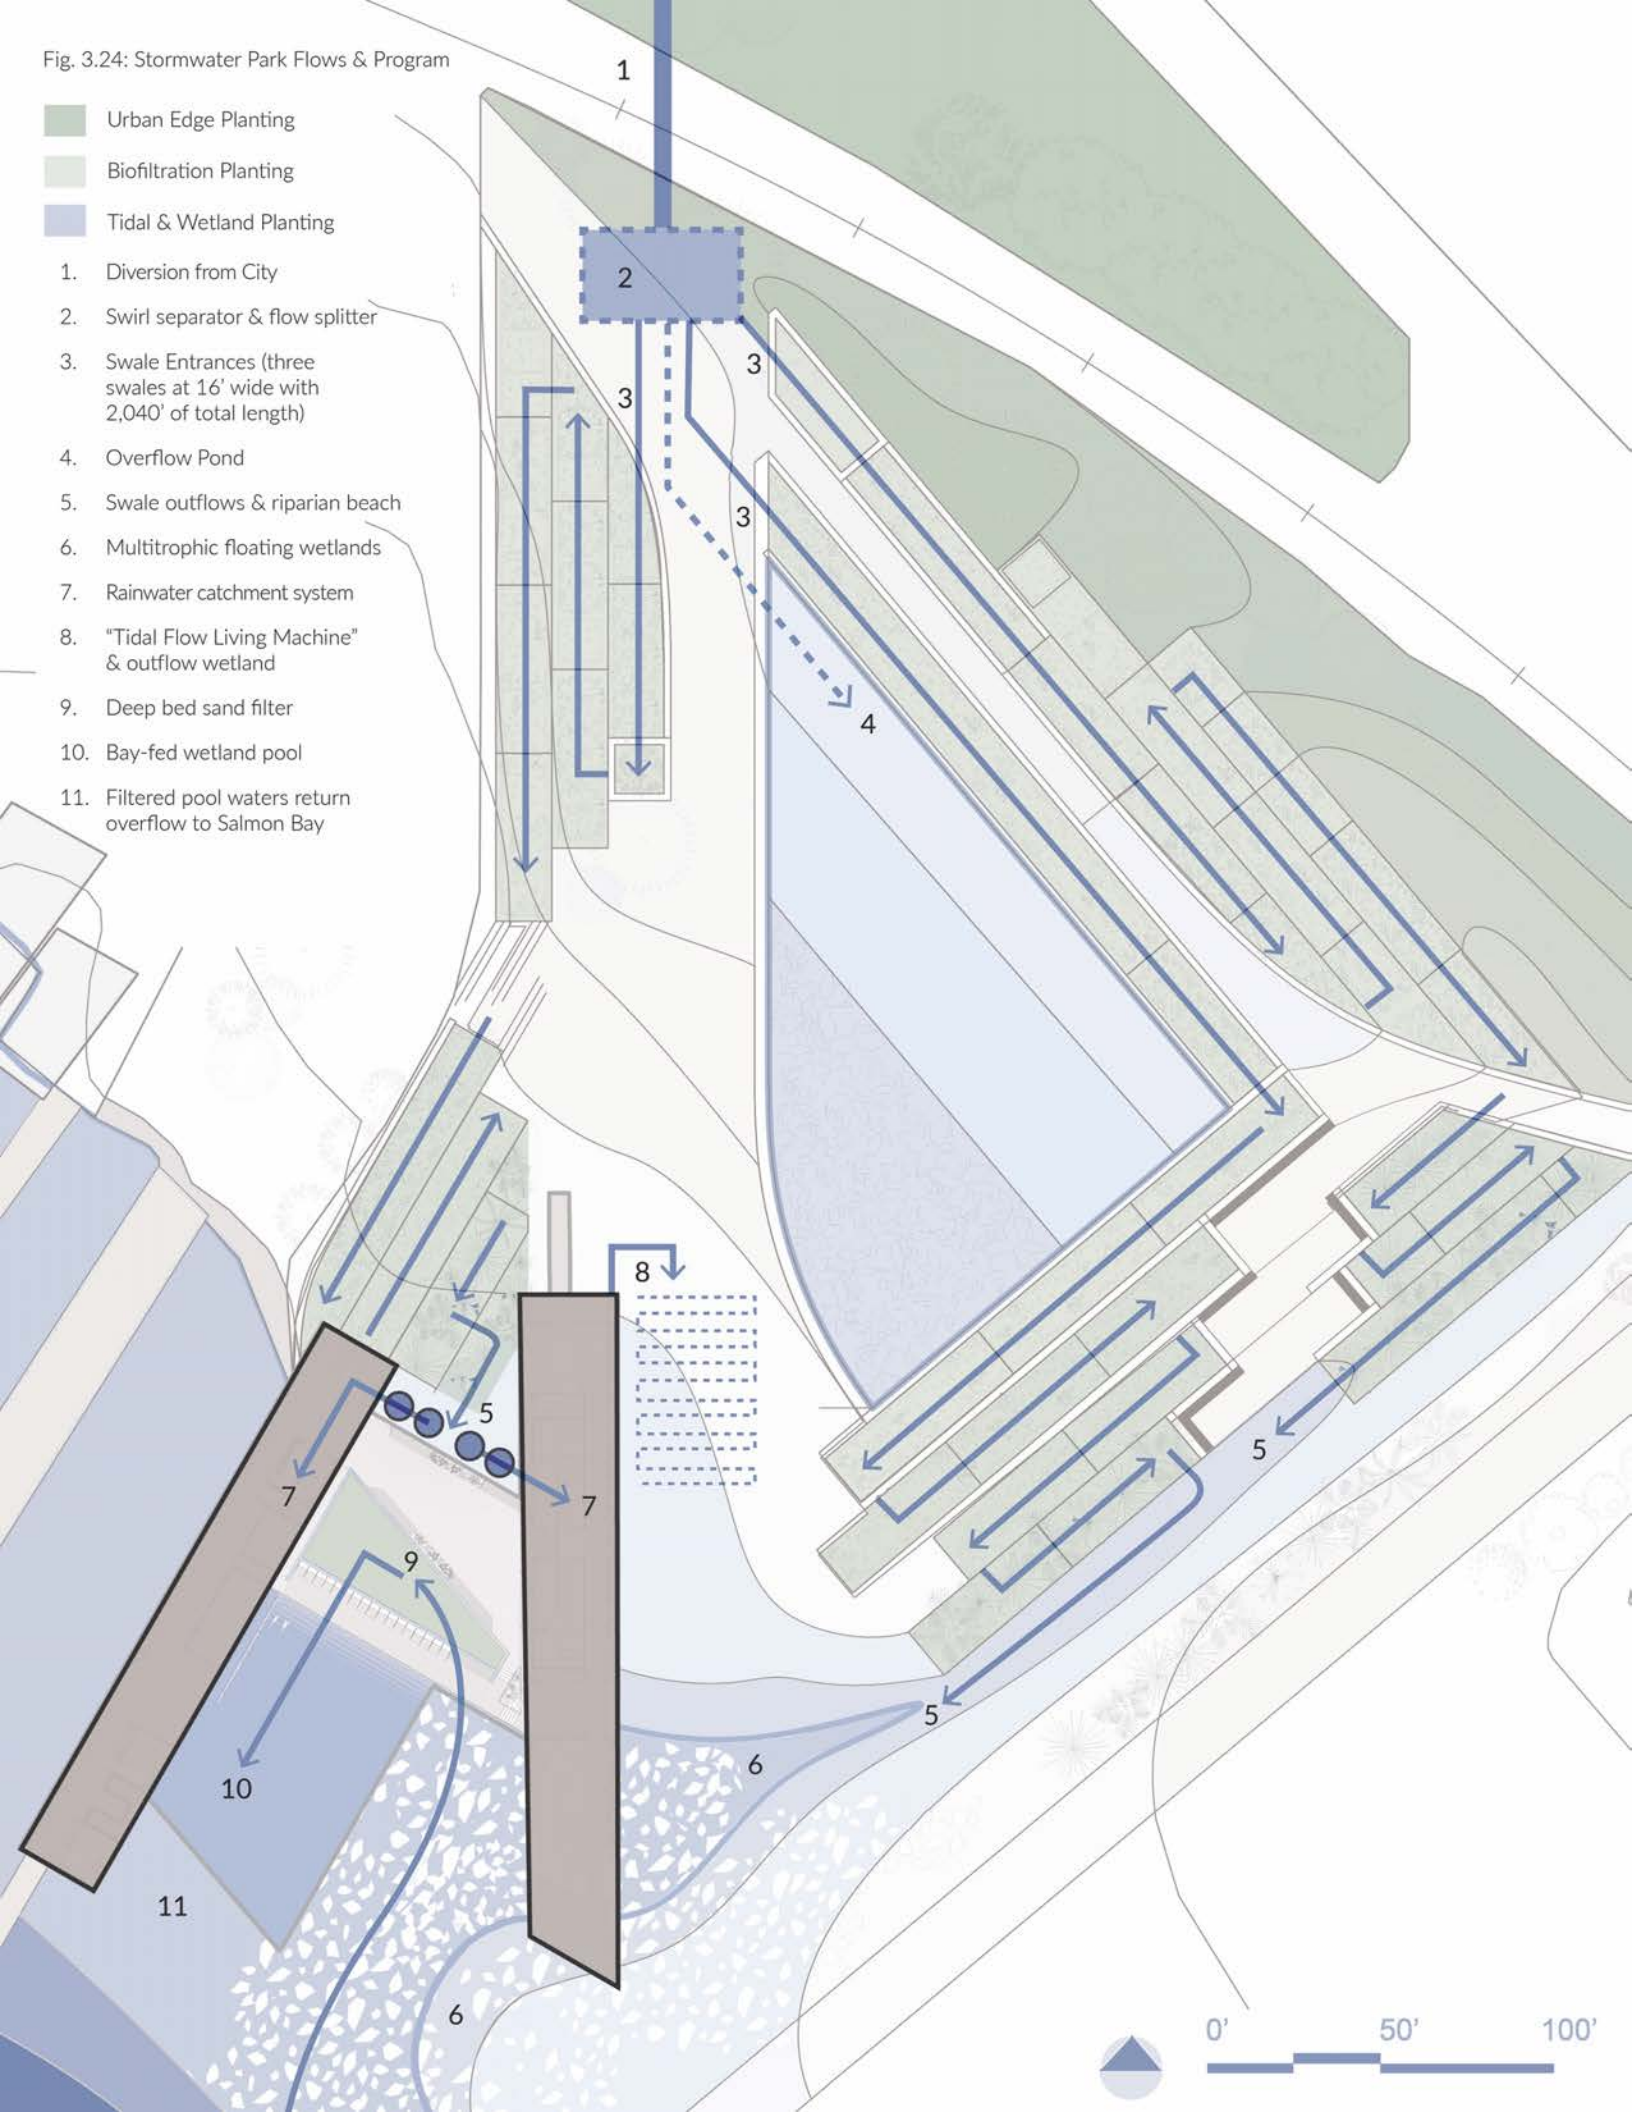 Fig. 3.24: Stormwater Park Flows & Program
Urban Edge Planting
Biofiltration Planting
Tidal & Wetland Planting
1. Diversion from City
2. Swirl separator & flow splitter
3. Swale Entrances (three
swales at 16' wide with
2,040' of total length)
4. Overflow Pond
5. Swale outflows & riparian beach
6. Multitrophic floating wetlands
7. Rainwater catchment system
8. “Tidal Flow Living Machine”
& outflow wetland
9. Deep bed sand filter
10. Bay-fed wetland pool
11. Filtered pool waters return
overflow to Salmon Bay
1
2
3
3
3
4
8
5
5
7
7
9
5
6
10
11
6
0' 50' 100'